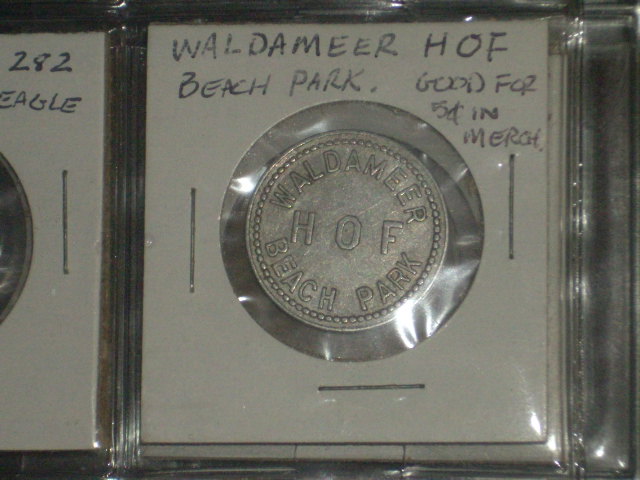 282
EAGLE
WALDAMEER HOF
BEACH PARK. GOOD FOR
5¢ IN
MERCH.
WALDAMEER
HOF
BEACH PARK